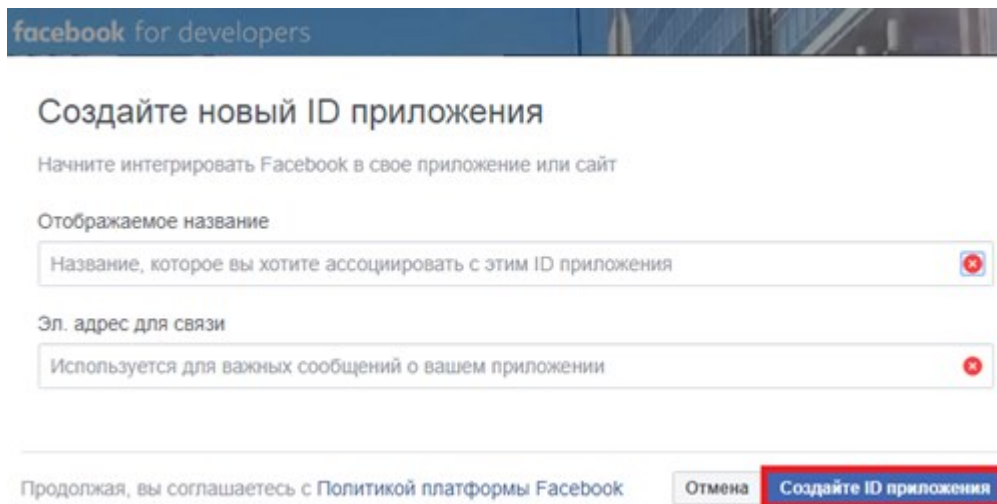 facebook for developers
Создайте новый ID приложения
Начните интегрировать Facebook в свое приложение или сайт
Отображаемое название
Название, которое вы хотите ассоциировать с этим ID приложения
Эл. адрес для связи
Используется для важных сообщений о вашем приложении
Продолжая, вы соглашаетесь с Политикой платформы Facebook Отмена Создайте ID приложения